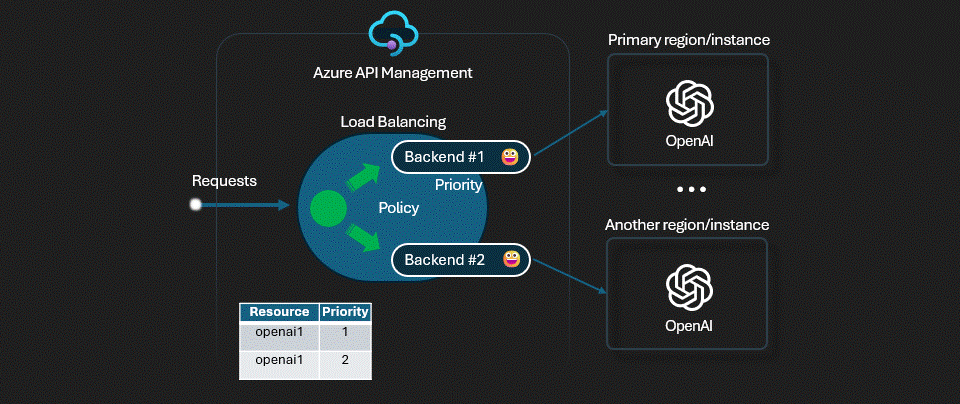 Primary region/instance
Azure API Management
Load Balancing
OpenAI
Backend #1
Requests
Priority
Policy
Another region/instance
Backend #2
Resource Priority
openai1 1
openai1 2
OpenAI